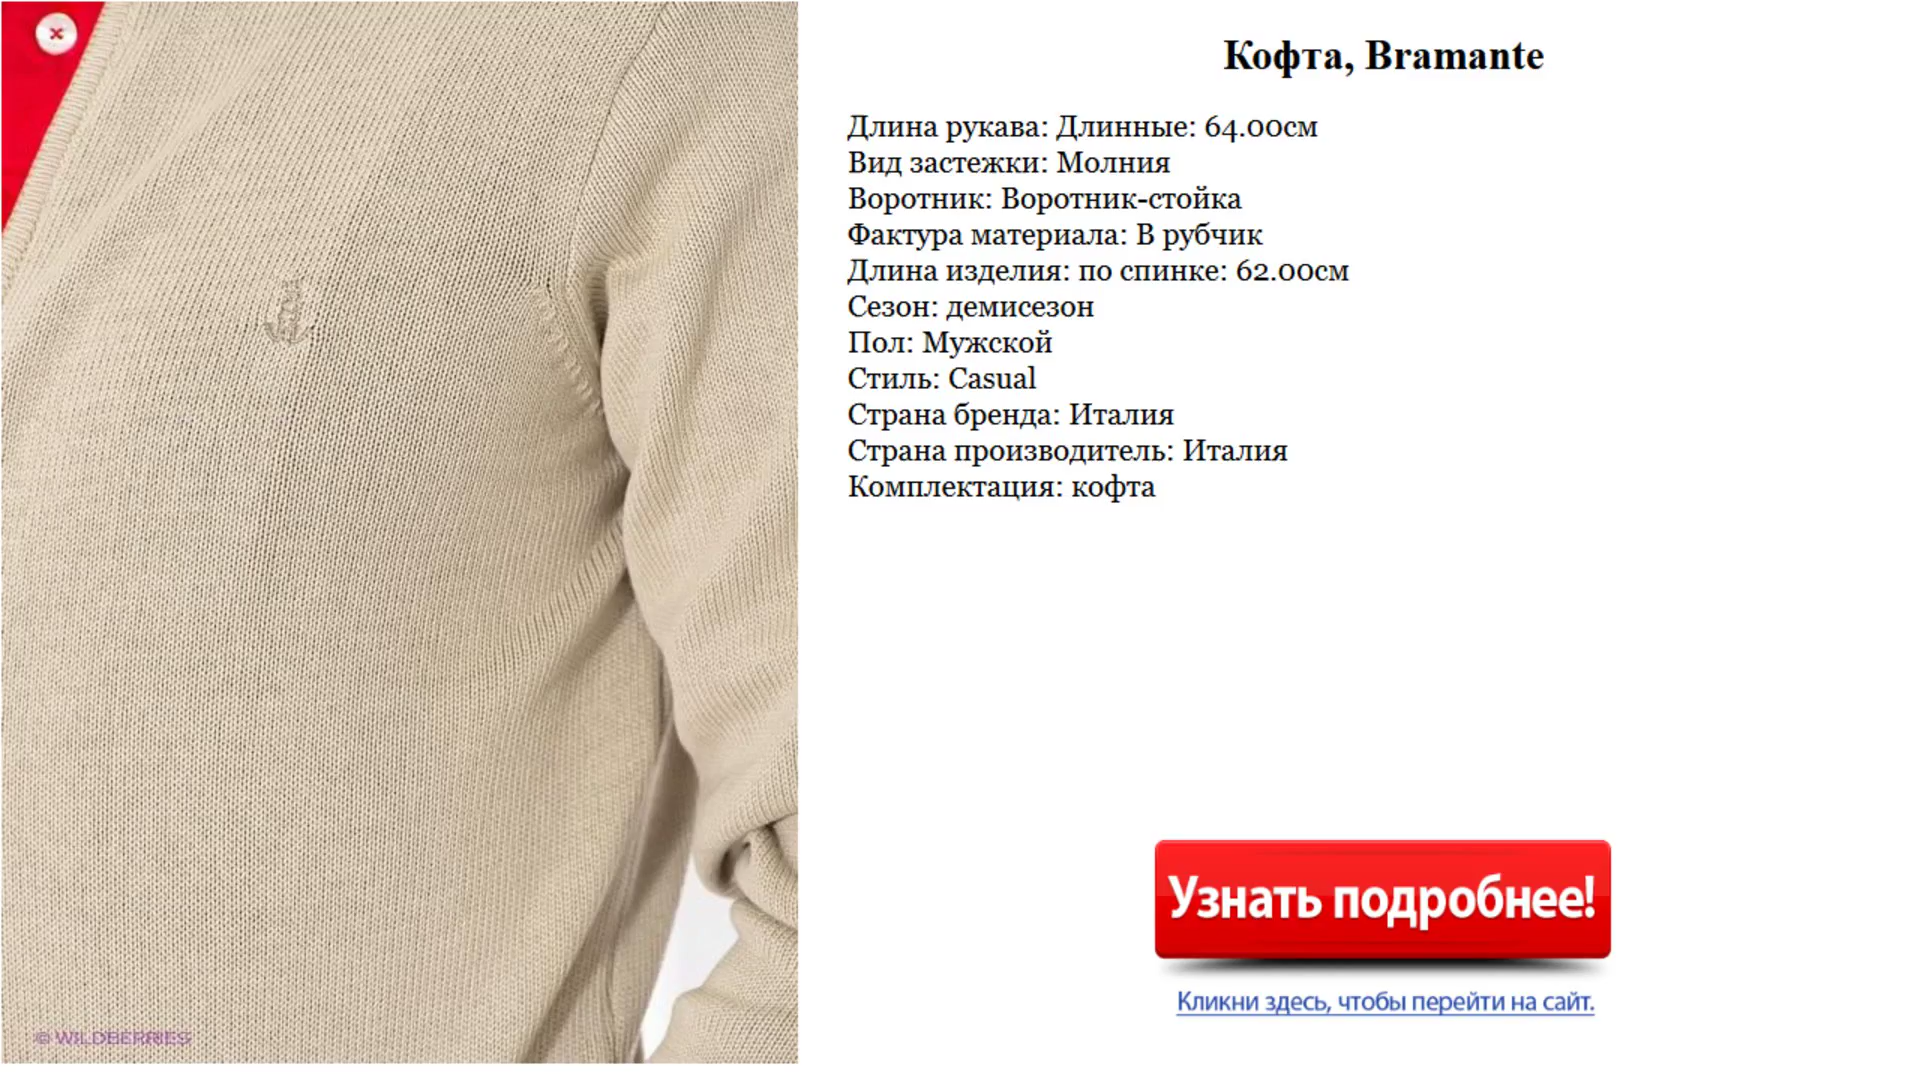 Кофта, Bramante
Длина рукава: Длинные: 64.00см
Вид застежки: Молния
Воротник: Воротник-стойка
Фактура материала: В рубчик
Длина изделия: по спинке: 62.00см
Сезон: демисезон
Пол: Мужской
Стиль: Casual
Страна бренда: Италия
Страна производитель: Италия
Комплектация: кофта
Узнать подробнее!
Кликни здесь, чтобы перейти на сайт.
© WILDBERRIES